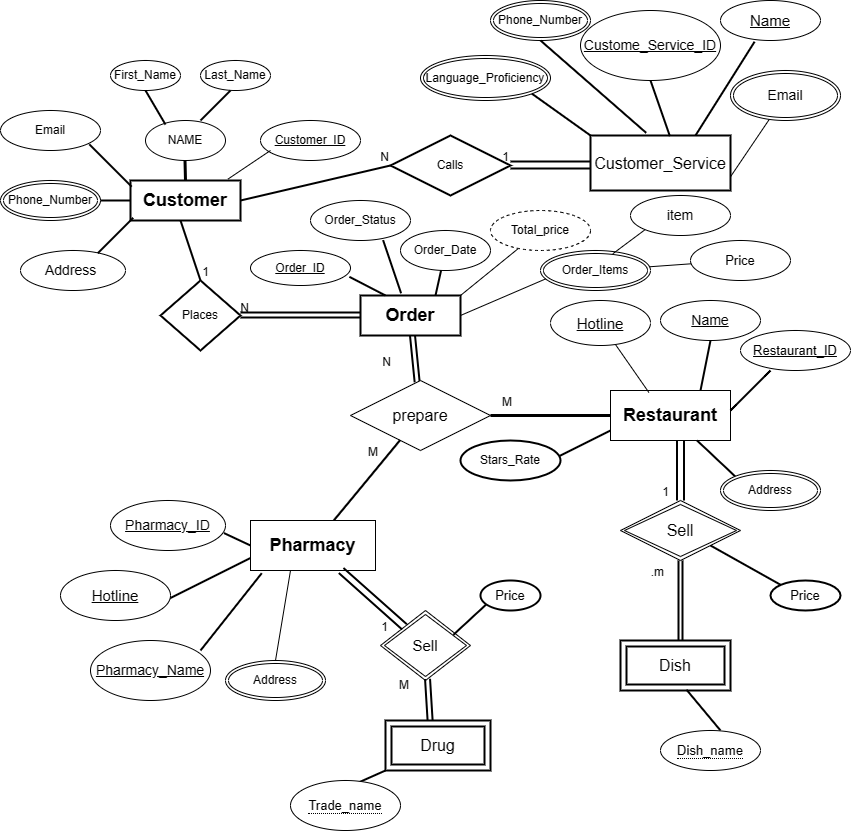 Phone_Number
Name
Custome_Service_ID
First_Name
Last_Name
Language_Proficiency
Email
Email
NAME
Customer_ID
N
Calls
1
Customer_Service
Phone_Number
Customer
Order_Status
item
Total_price
Order_Date
Address
1
Order_ID
Order_Items
Price
Places
N
Order
Hotline
Name
Restaurant_ID
N
M
prepare
Restaurant
M
Stars_Rate
1
Address
Pharmacy_ID
Pharmacy
Sell
.m
Hotline
Price
Price
1
Sell
Pharmacy_Name
Address
M
Dish
Drug
Dish_name
Trade_name